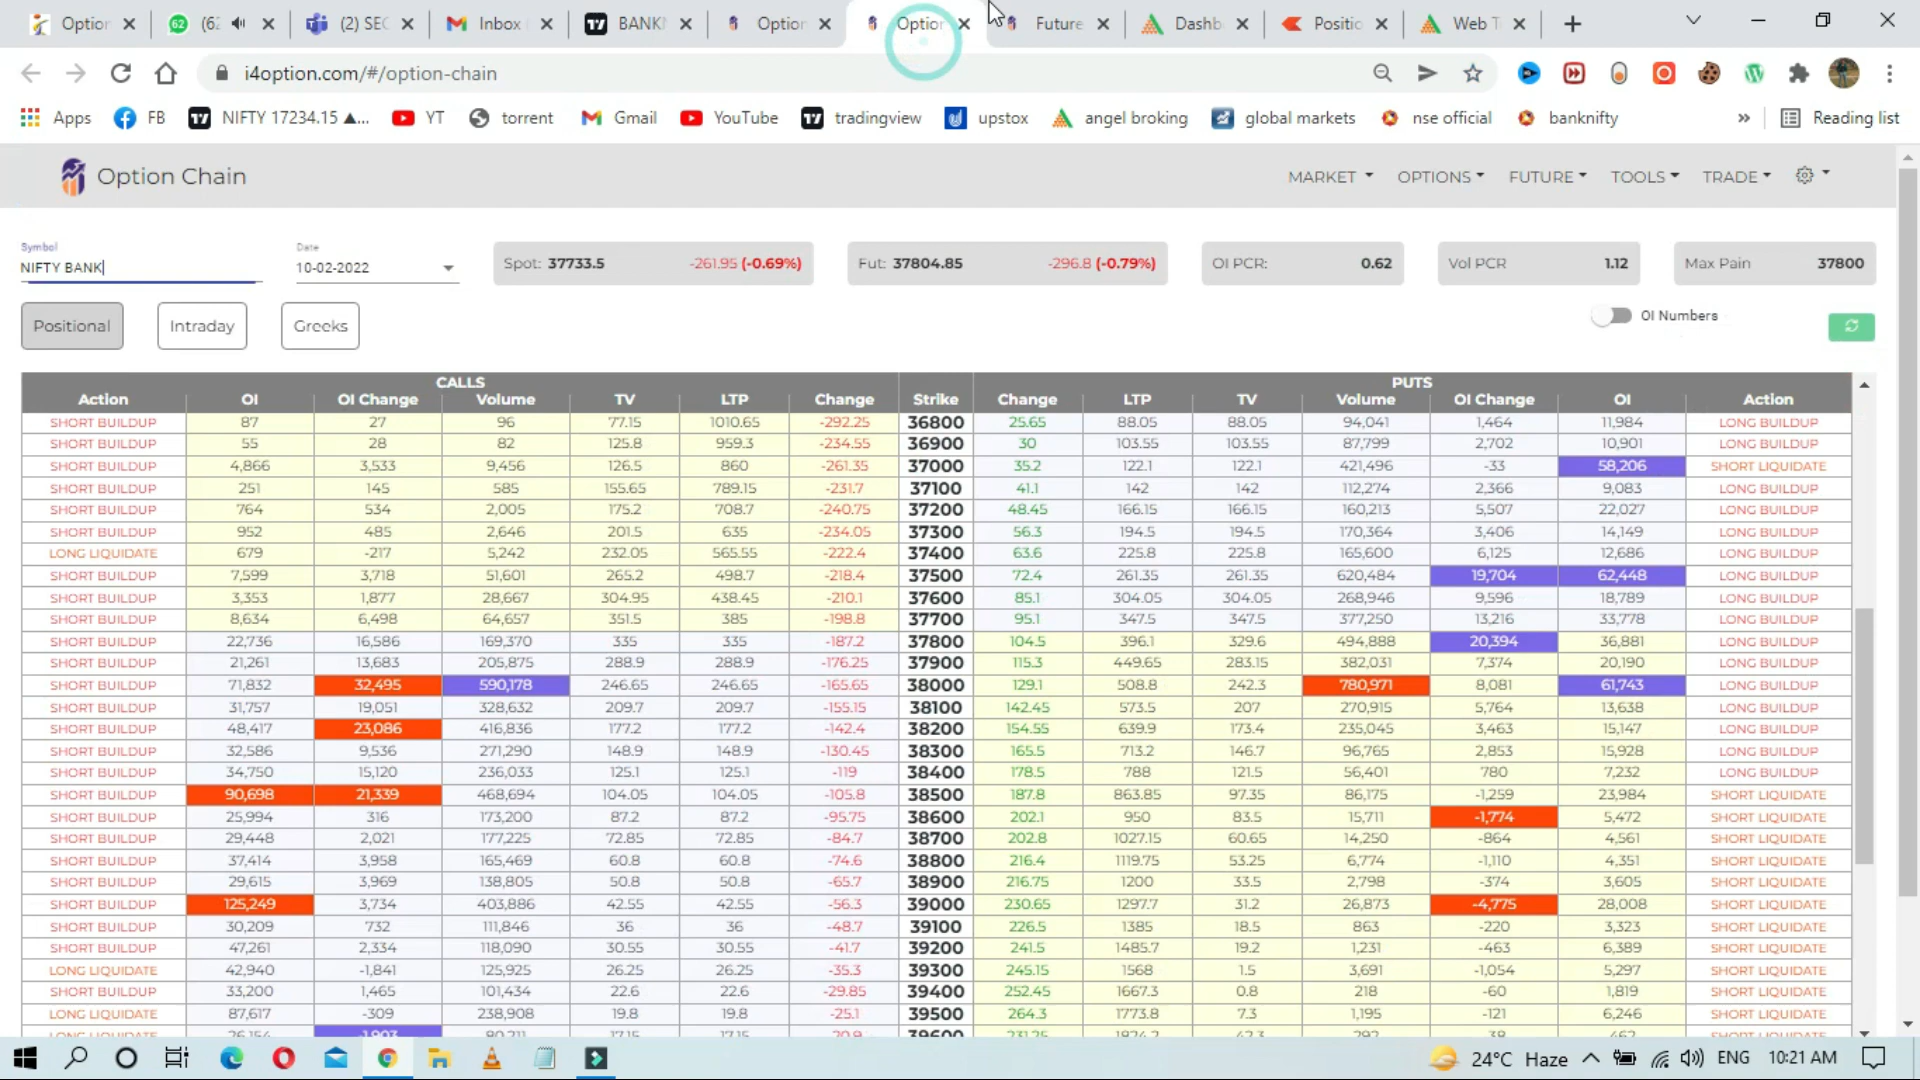 Option (62 (2) SEC Inbox BANKN Option Option Future Dashb Positio Web T
i4option.com/#/option-chain
Apps FB NIFTY 17234.15 ▲... YT torrent Gmail YouTube tradingview upstox angel broking global markets nse official banknifty » Reading list
Option Chain MARKET OPTIONS FUTURE TOOLS TRADE
Symbol Date
NIFTY BANK 10-02-2022 Spot: 37733.5 -261.95 (-0.69%) Fut: 37804.85 -296.8 (-0.79%) OI PCR: 0.62 Vol PCR 1.12 Max Pain 37800
Positional Intraday Greeks OI Numbers
CALLS PUTS
Action OI OI Change Volume TV LTP Change Strike Change LTP TV Volume OI Change OI Action
SHORT BUILDUP 87 27 96 77.15 1010.65 -292.25 36800 25.65 88.05 88.05 94,041 1,464 11,984 LONG BUILDUP
SHORT BUILDUP 55 28 82 125.8 959.3 -234.55 36900 30 103.55 103.55 87,799 2,702 10,901 LONG BUILDUP
SHORT BUILDUP 4,866 3,533 9,456 126.5 860 -261.35 37000 35.2 122.1 122.1 421,496 -33 58,206 SHORT LIQUIDATE
SHORT BUILDUP 251 145 585 155.65 789.15 -231.7 37100 41.1 142 142 112,274 2,366 9,083 LONG BUILDUP
SHORT BUILDUP 764 534 2,005 175.2 708.7 -240.75 37200 48.45 166.15 166.15 160,213 5,507 22,027 LONG BUILDUP
SHORT BUILDUP 952 485 2,646 201.5 635 -234.05 37300 56.3 194.5 194.5 170,364 3,406 14,149 LONG BUILDUP
LONG LIQUIDATE 679 -217 5,242 232.05 565.55 -222.4 37400 63.6 225.8 225.8 165,600 6,125 12,686 LONG BUILDUP
SHORT BUILDUP 7,599 3,718 51,601 265.2 498.7 -218.4 37500 72.4 261.35 261.35 620,484 19,704 62,448 LONG BUILDUP
SHORT BUILDUP 3,353 1,877 28,667 304.95 438.45 -210.1 37600 85.1 304.05 304.05 268,946 9,596 18,789 LONG BUILDUP
SHORT BUILDUP 8,634 6,498 64,657 351.5 385 -198.8 37700 95.1 347.5 347.5 377,250 13,216 33,778 LONG BUILDUP
SHORT BUILDUP 22,736 16,586 169,370 335 335 -187.2 37800 104.5 396.1 329.6 494,888 20,394 36,881 LONG BUILDUP
SHORT BUILDUP 21,261 13,683 205,875 288.9 288.9 -176.25 37900 115.3 449.65 283.15 382,031 7,374 20,190 LONG BUILDUP
SHORT BUILDUP 71,832 32,495 590,178 246.65 246.65 -165.65 38000 129.1 508.8 242.3 780,971 8,081 61,743 LONG BUILDUP
SHORT BUILDUP 31,757 19,051 328,632 209.7 209.7 -155.15 38100 142.45 573.5 207 270,915 5,764 13,638 LONG BUILDUP
SHORT BUILDUP 48,417 23,086 416,836 177.2 177.2 -142.4 38200 154.55 639.9 173.4 235,045 3,463 15,147 LONG BUILDUP
SHORT BUILDUP 32,586 9,536 271,290 148.9 148.9 -130.45 38300 165.5 713.2 146.7 96,765 2,853 15,928 LONG BUILDUP
SHORT BUILDUP 34,750 15,120 236,033 125.1 125.1 -119 38400 178.5 788 121.5 56,401 780 7,232 LONG BUILDUP
SHORT BUILDUP 90,698 21,339 468,694 104.05 104.05 -105.8 38500 187.8 863.85 97.35 86,175 -1,259 23,984 SHORT LIQUIDATE
SHORT BUILDUP 25,994 316 173,200 87.2 87.2 -95.75 38600 202.1 950 83.5 15,711 -1,774 5,472 SHORT LIQUIDATE
SHORT BUILDUP 29,448 2,021 177,225 72.85 72.85 -84.7 38700 202.8 1027.15 60.65 14,250 -864 4,561 SHORT LIQUIDATE
SHORT BUILDUP 37,414 3,958 165,469 60.8 60.8 -74.6 38800 216.4 1119.75 53.25 6,774 -1,110 4,351 SHORT LIQUIDATE
SHORT BUILDUP 29,615 3,969 138,805 50.8 50.8 -65.7 38900 216.75 1200 33.5 2,798 -374 3,605 SHORT LIQUIDATE
SHORT BUILDUP 125,249 3,734 403,886 42.55 42.55 -56.3 39000 230.65 1297.7 31.2 26,873 -4,775 28,008 SHORT LIQUIDATE
SHORT BUILDUP 30,209 732 111,846 36 36 -48.7 39100 226.5 1385 18.5 863 -220 3,323 SHORT LIQUIDATE
SHORT BUILDUP 47,261 2,334 118,090 30.55 30.55 -41.7 39200 241.5 1485.7 19.2 1,231 -463 6,389 SHORT LIQUIDATE
LONG LIQUIDATE 42,940 -1,841 125,925 26.25 26.25 -35.3 39300 245.15 1568 1.5 3,691 -1,054 5,297 SHORT LIQUIDATE
SHORT BUILDUP 33,200 1,465 101,434 22.6 22.6 -29.85 39400 252.45 1667.3 0.8 218 -60 1,819 SHORT LIQUIDATE
LONG LIQUIDATE 87,617 -309 238,908 19.8 19.8 -25.1 39500 264.3 1773.8 7.3 1,195 -121 6,246 SHORT LIQUIDATE
LONG LIQUIDATE 39600 SHORT LIQUIDATE
24°C Haze ENG 10:21 AM